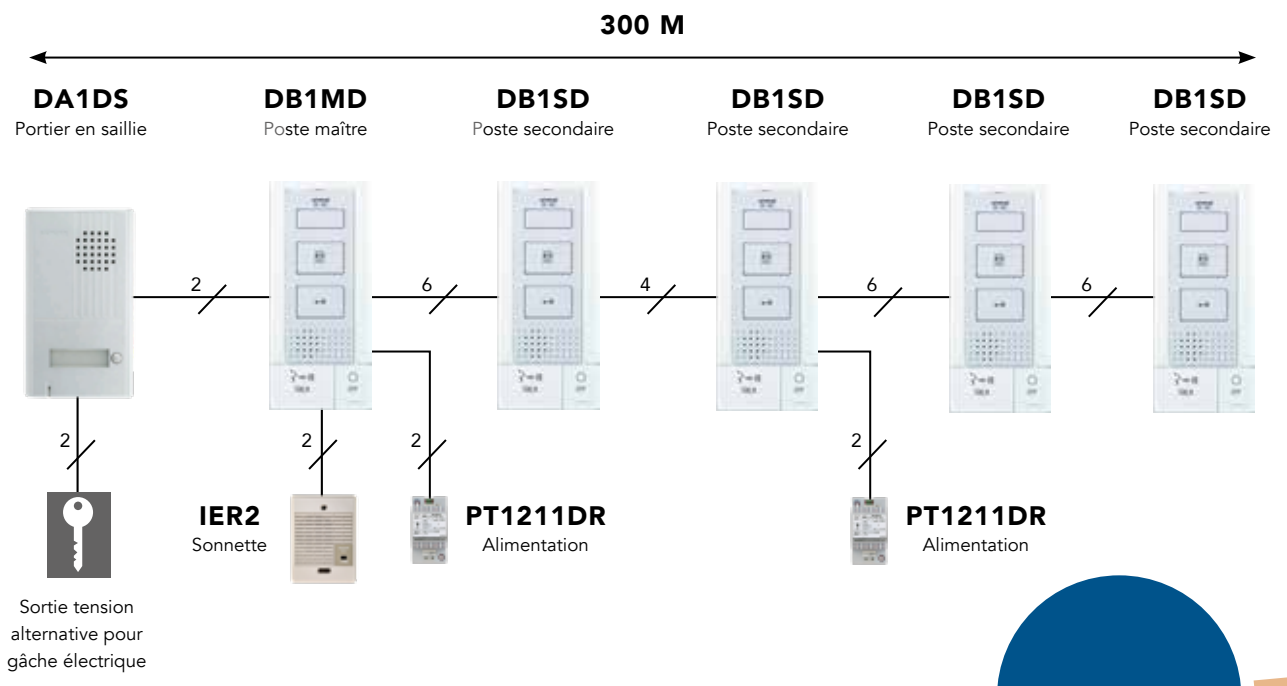 300 M
DA1DS
Portier en saillie
DB1MD
Poste maître
DB1SD
Poste secondaire
DB1SD
Poste secondaire
DB1SD
Poste secondaire
DB1SD
Poste secondaire
2
6
4
6
6
2
2
2
2
IER2
Sonnette
PT1211DR
Alimentation
PT1211DR
Alimentation
Sortie tension
alternative pour
gâche électrique